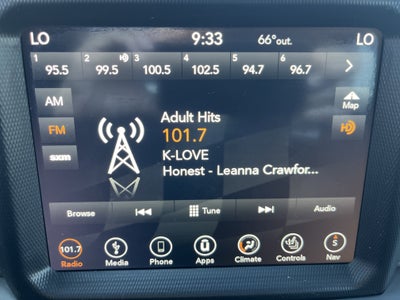 LO 9:33 66°out. LO
1 95.5 2 99.5 HD 3 100.5 4 102.5 5 94.7 6 96.7
AM
Map
FM
HD
sxm
Adult Hits
101.7
K-LOVE
Honest - Leanna Crawfor...
Browse Tune Audio
101.7 S
Radio Media Phone Apps Climate Controls Nav